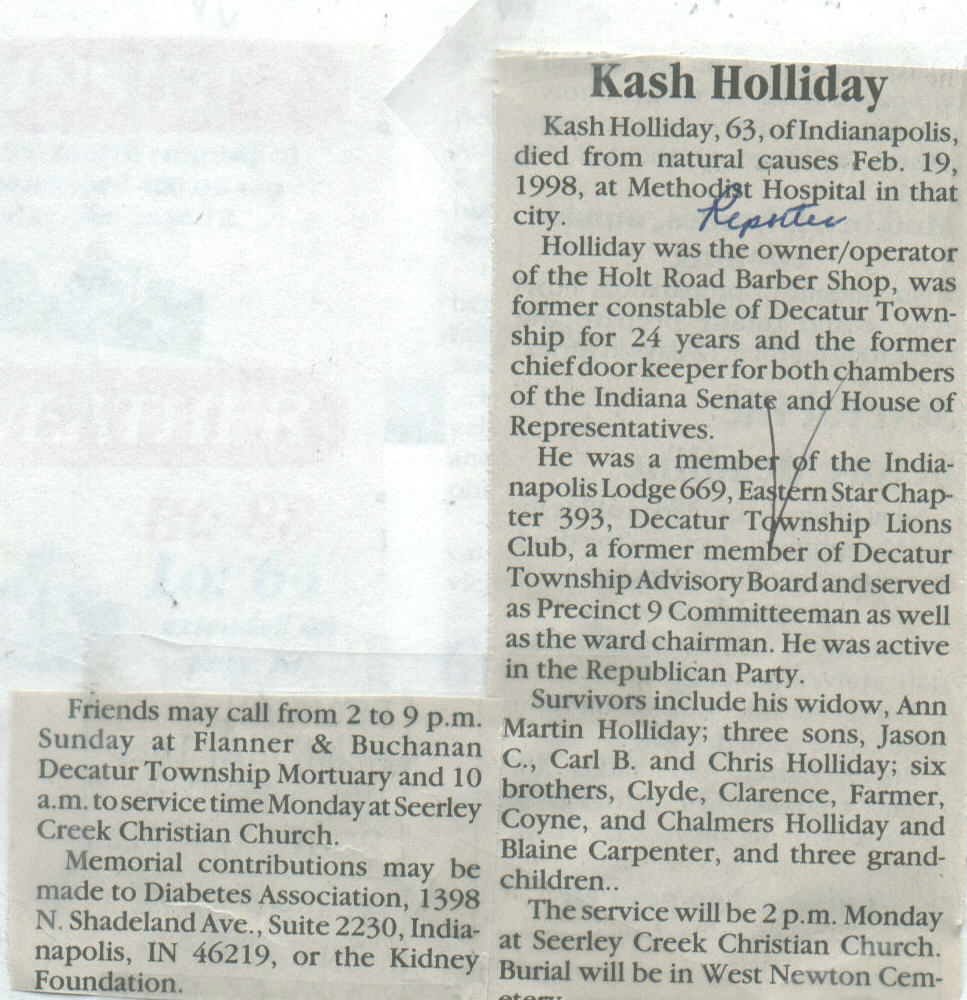 Kash Holliday
Kash Holliday, 63, of Indianapolis,
died from natural causes Feb. 19,
1998, at Methodist Hospital in that
city.
Reporter
Holliday was the owner/operator
of the Holt Road Barber Shop, was
former constable of Decatur Town-
ship for 24 years and the former
chief door keeper for both chambers
of the Indiana Senate and House of
Representatives.
He was a member of the India-
napolis Lodge 669, Eastern Star Chap-
ter 393, Decatur Township Lions
Club, a former member of Decatur
Township Advisory Board and served
as Precinct 9 Committeeman as well
as the ward chairman. He was active
in the Republican Party.
Survivors include his widow, Ann
Martin Holliday; three sons, Jason
C., Carl B. and Chris Holliday; six
brothers, Clyde, Clarence, Farmer,
Coyne, and Chalmers Holliday and
Blaine Carpenter, and three grand-
children..
The service will be 2 p.m. Monday
at Seerley Creek Christian Church.
Burial will be in West Newton Cem-
etery.
Friends may call from 2 to 9 p.m.
Sunday at Flanner & Buchanan
Decatur Township Mortuary and 10
a.m. to service time Monday at Seerley
Creek Christian Church.
Memorial contributions may be
made to Diabetes Association, 1398
N. Shadeland Ave., Suite 2230, India-
napolis, IN 46219, or the Kidney
Foundation.